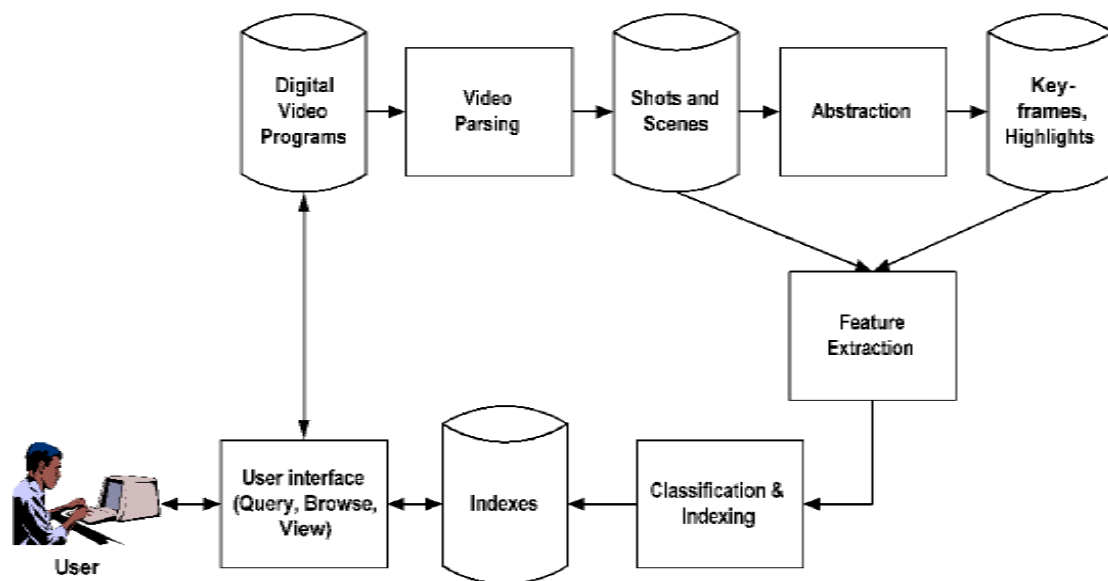 Digital
Video
Programs
Video
Parsing
Shots and
Scenes
Abstraction
Key-
frames,
Highlights
Feature
Extraction
User interface
(Query, Browse,
View)
Indexes
Classification &
Indexing
User